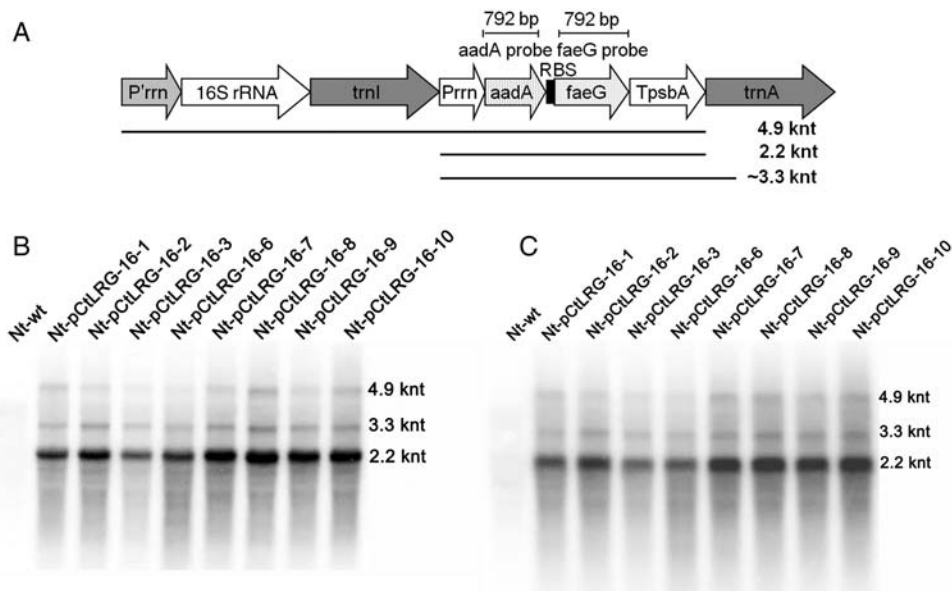 A
792 bp 792 bp
aadA probe faeG probe
RBS
P'rrn 16S rRNA trnI Prrn aadA faeG TpsbA trnA
4.9 knt
2.2 knt
~3.3 knt
B
Nt-wt
Nt-pCtLRG-16-1
Nt-pCtLRG-16-2
Nt-pCtLRG-16-3
Nt-pCtLRG-16-6
Nt-pCtLRG-16-7
Nt-pCtLRG-16-8
Nt-pCtLRG-16-9
Nt-pCtLRG-16-10
4.9 knt
3.3 knt
2.2 knt
C
Nt-wt
Nt-pCtLRG-16-1
Nt-pCtLRG-16-2
Nt-pCtLRG-16-3
Nt-pCtLRG-16-6
Nt-pCtLRG-16-7
Nt-pCtLRG-16-8
Nt-pCtLRG-16-9
Nt-pCtLRG-16-10
4.9 knt
3.3 knt
2.2 knt